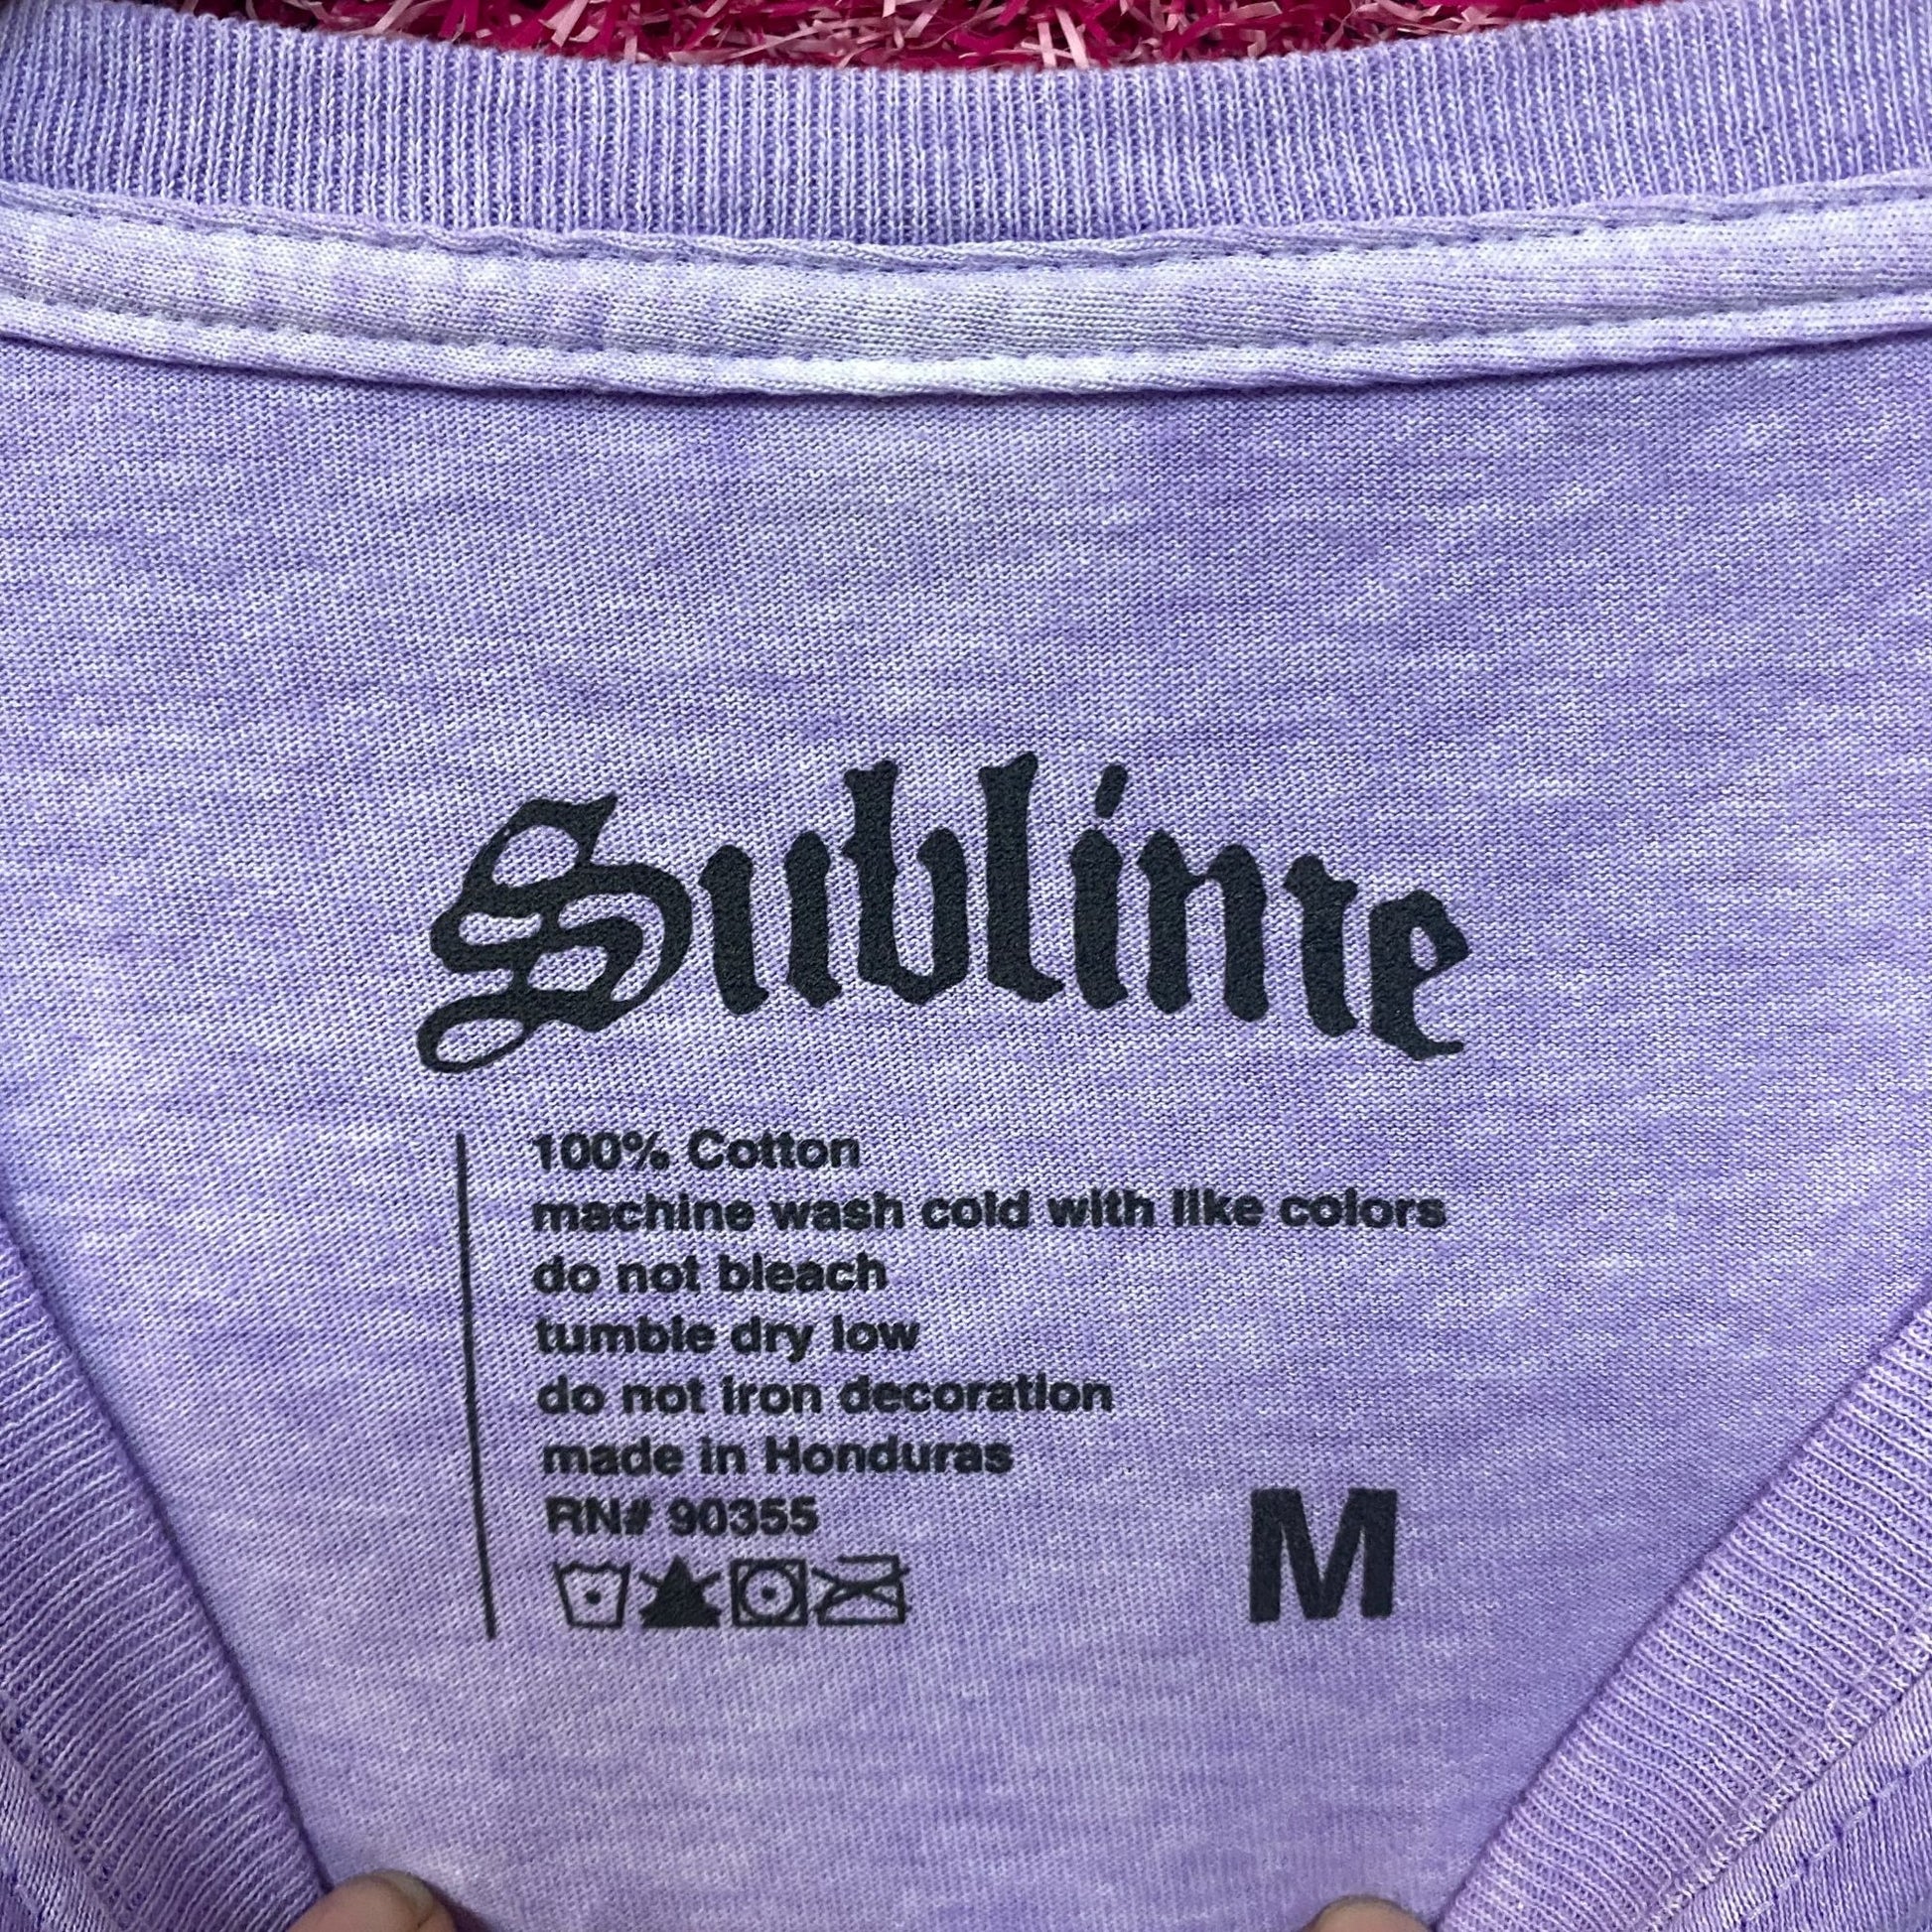 Sublime
100% Cotton
machine wash cold with like colors
do not bleach
tumble dry low
do not iron decoration
made in Honduras
RN# 90355
M